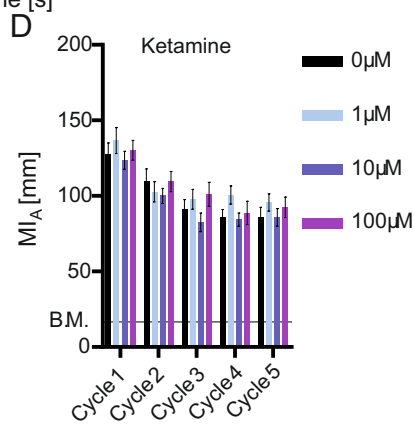 ne [s]
D
Ketamine
200
150
100
50
0
B.M.
MI_A [mm]
Cycle 1
Cycle 2
Cycle 3
Cycle 4
Cycle 5
0µM
1µM
10µM
100µM